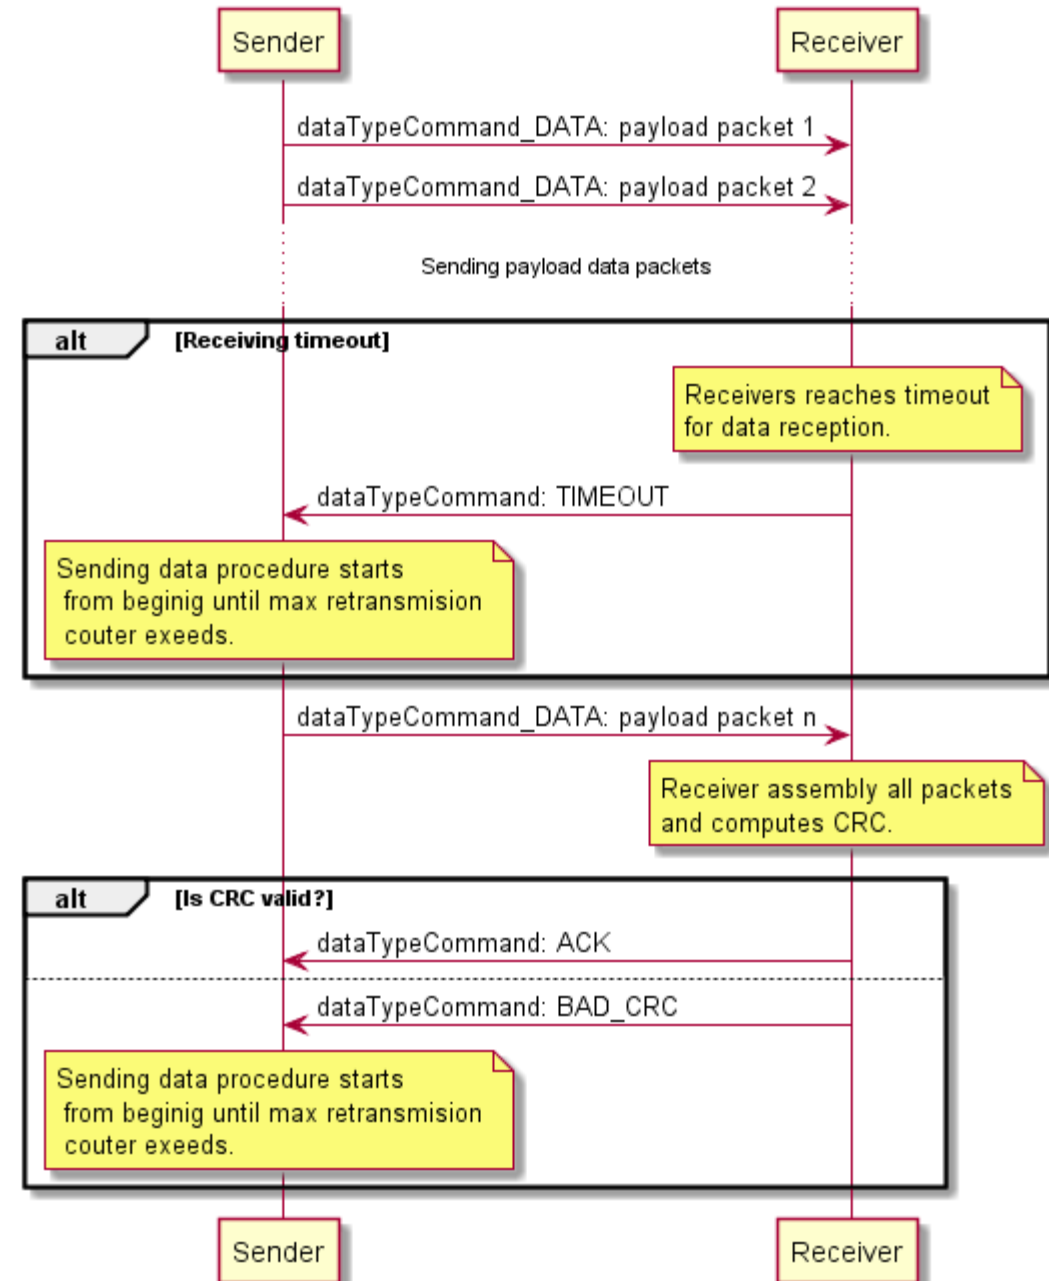 Sender
Receiver
dataTypeCommand_DATA: payload packet 1
dataTypeCommand_DATA: payload packet 2
Sending payload data packets
alt
[Receiving timeout]
Receivers reaches timeout
for data reception.
dataTypeCommand: TIMEOUT
Sending data procedure starts
from beginig until max retransmision
couter exeeds.
dataTypeCommand_DATA: payload packet n
Receiver assembly all packets
and computes CRC.
alt
[Is CRC valid?]
dataTypeCommand: ACK
dataTypeCommand: BAD_CRC
Sending data procedure starts
from beginig until max retransmision
couter exeeds.
Sender
Receiver